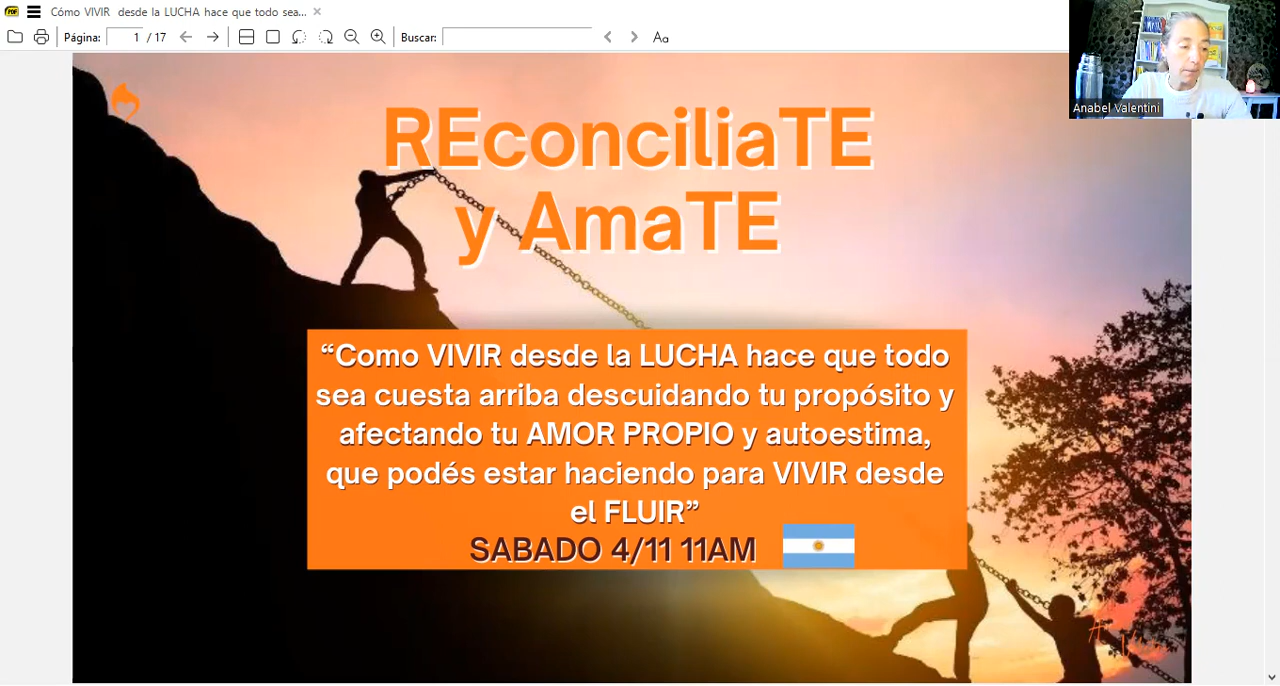 Cómo VIVIR desde la LUCHA hace que todo sea...
Página: 1 / 17
Buscar:
Aa
Anabel Valentini
REconciliaTE
y AmaTE
“Como VIVIR desde la LUCHA hace que todo
sea cuesta arriba descuidando tu propósito y
afectando tu AMOR PROPIO y autoestima,
que podés estar haciendo para VIVIR desde
el FLUIR”
SABADO 4/11 11AM